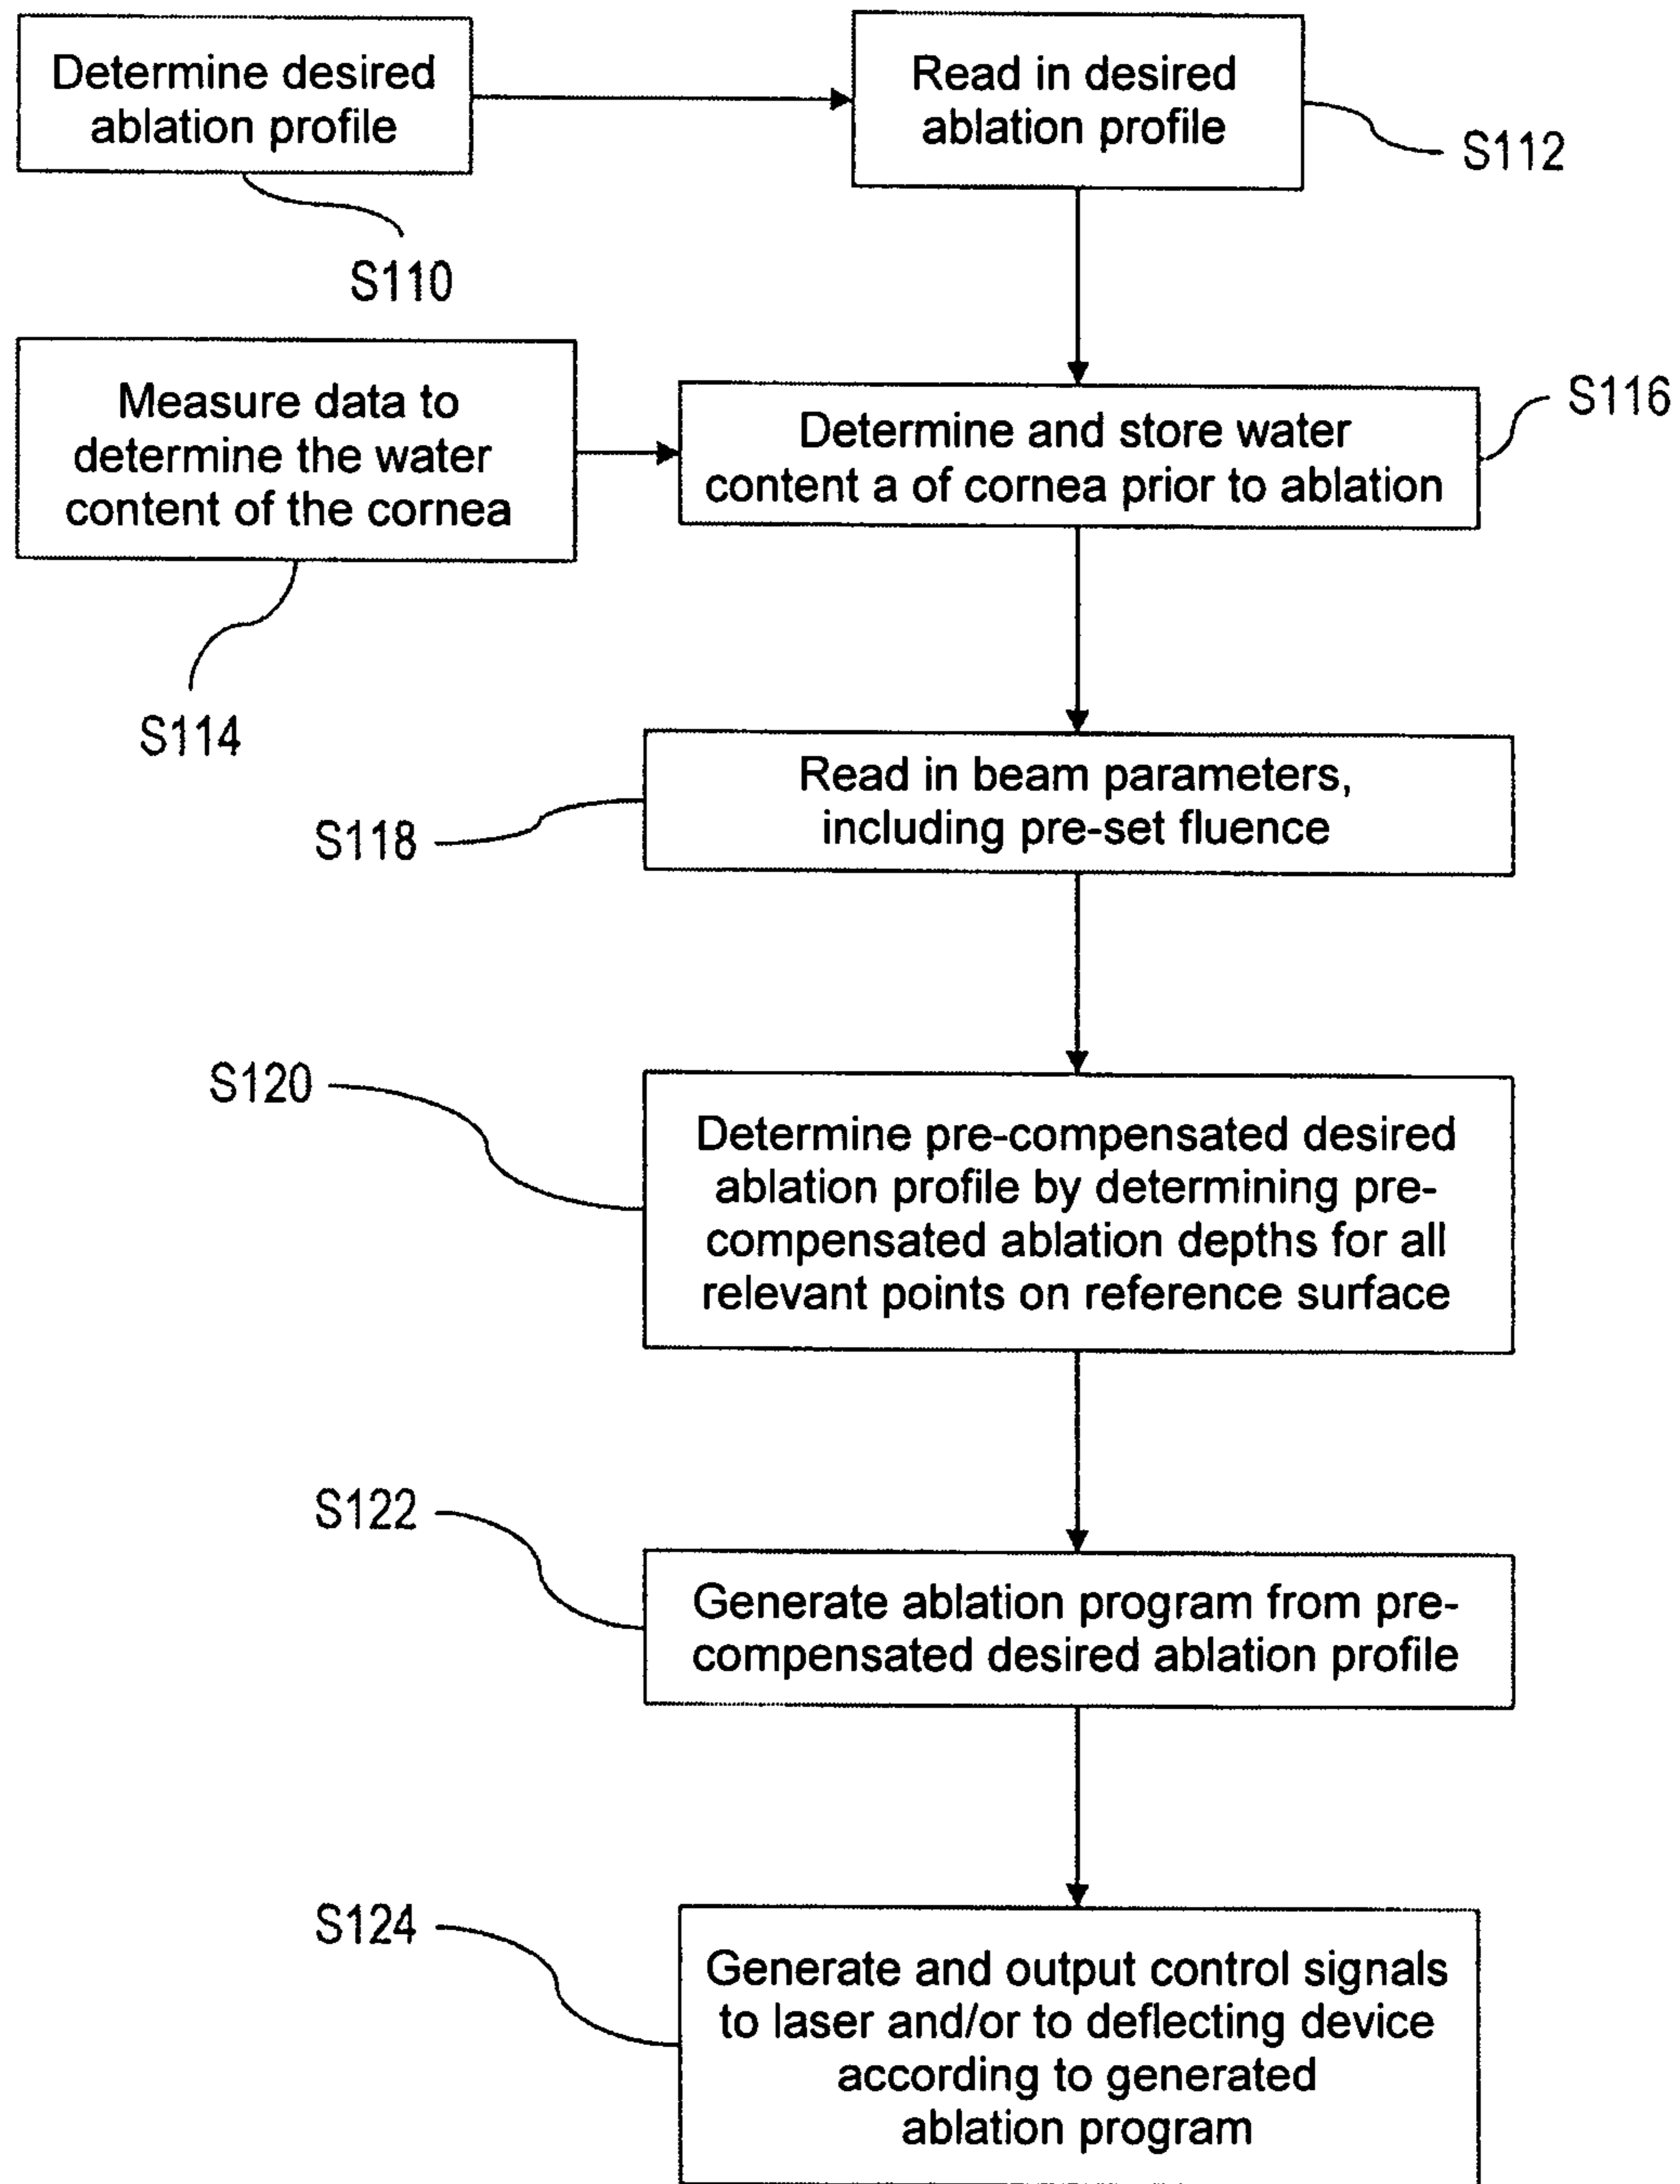 Determine desired
ablation profile
S110
Read in desired
ablation profile
S112
Measure data to
determine the water
content of the cornea
S114
Determine and store water
content a of cornea prior to ablation
S116
Read in beam parameters,
including pre-set fluence
S118
Determine pre-compensated desired
ablation profile by determining pre-
compensated ablation depths for all
relevant points on reference surface
S120
Generate ablation program from pre-
compensated desired ablation profile
S122
Generate and output control signals
to laser and/or to deflecting device
according to generated
ablation program
S124